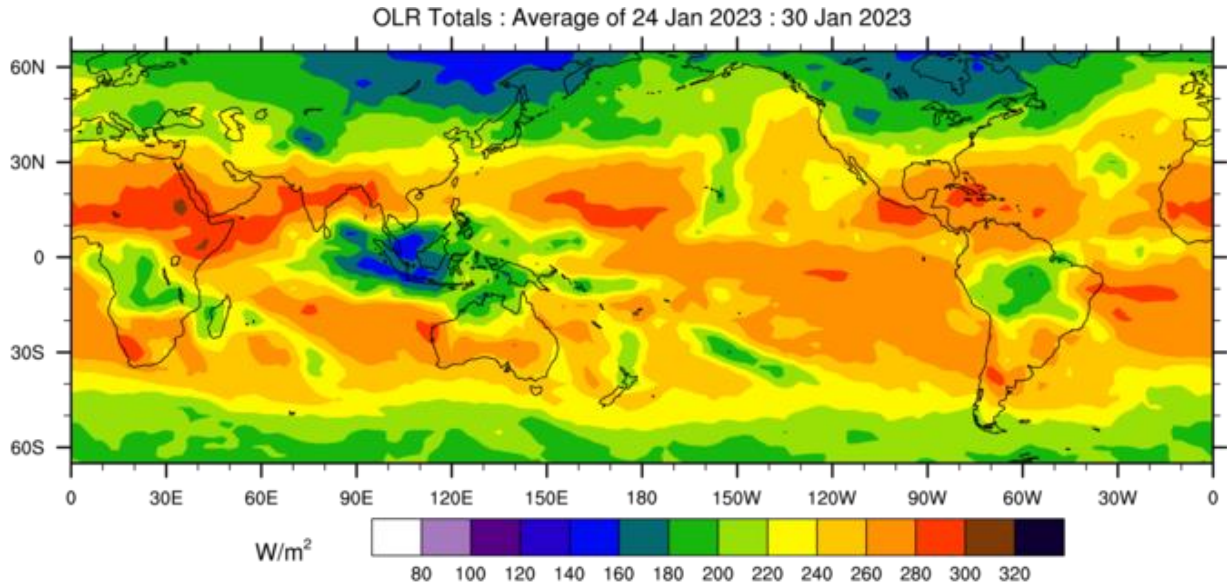 OLR Totals : Average of 24 Jan 2023 : 30 Jan 2023
60N
30N
0
30S
60S
0 30E 60E 90E 120E 150E 180 150W 120W 90W 60W 30W 0
W/m²
80 100 120 140 160 180 200 220 240 260 280 300 320